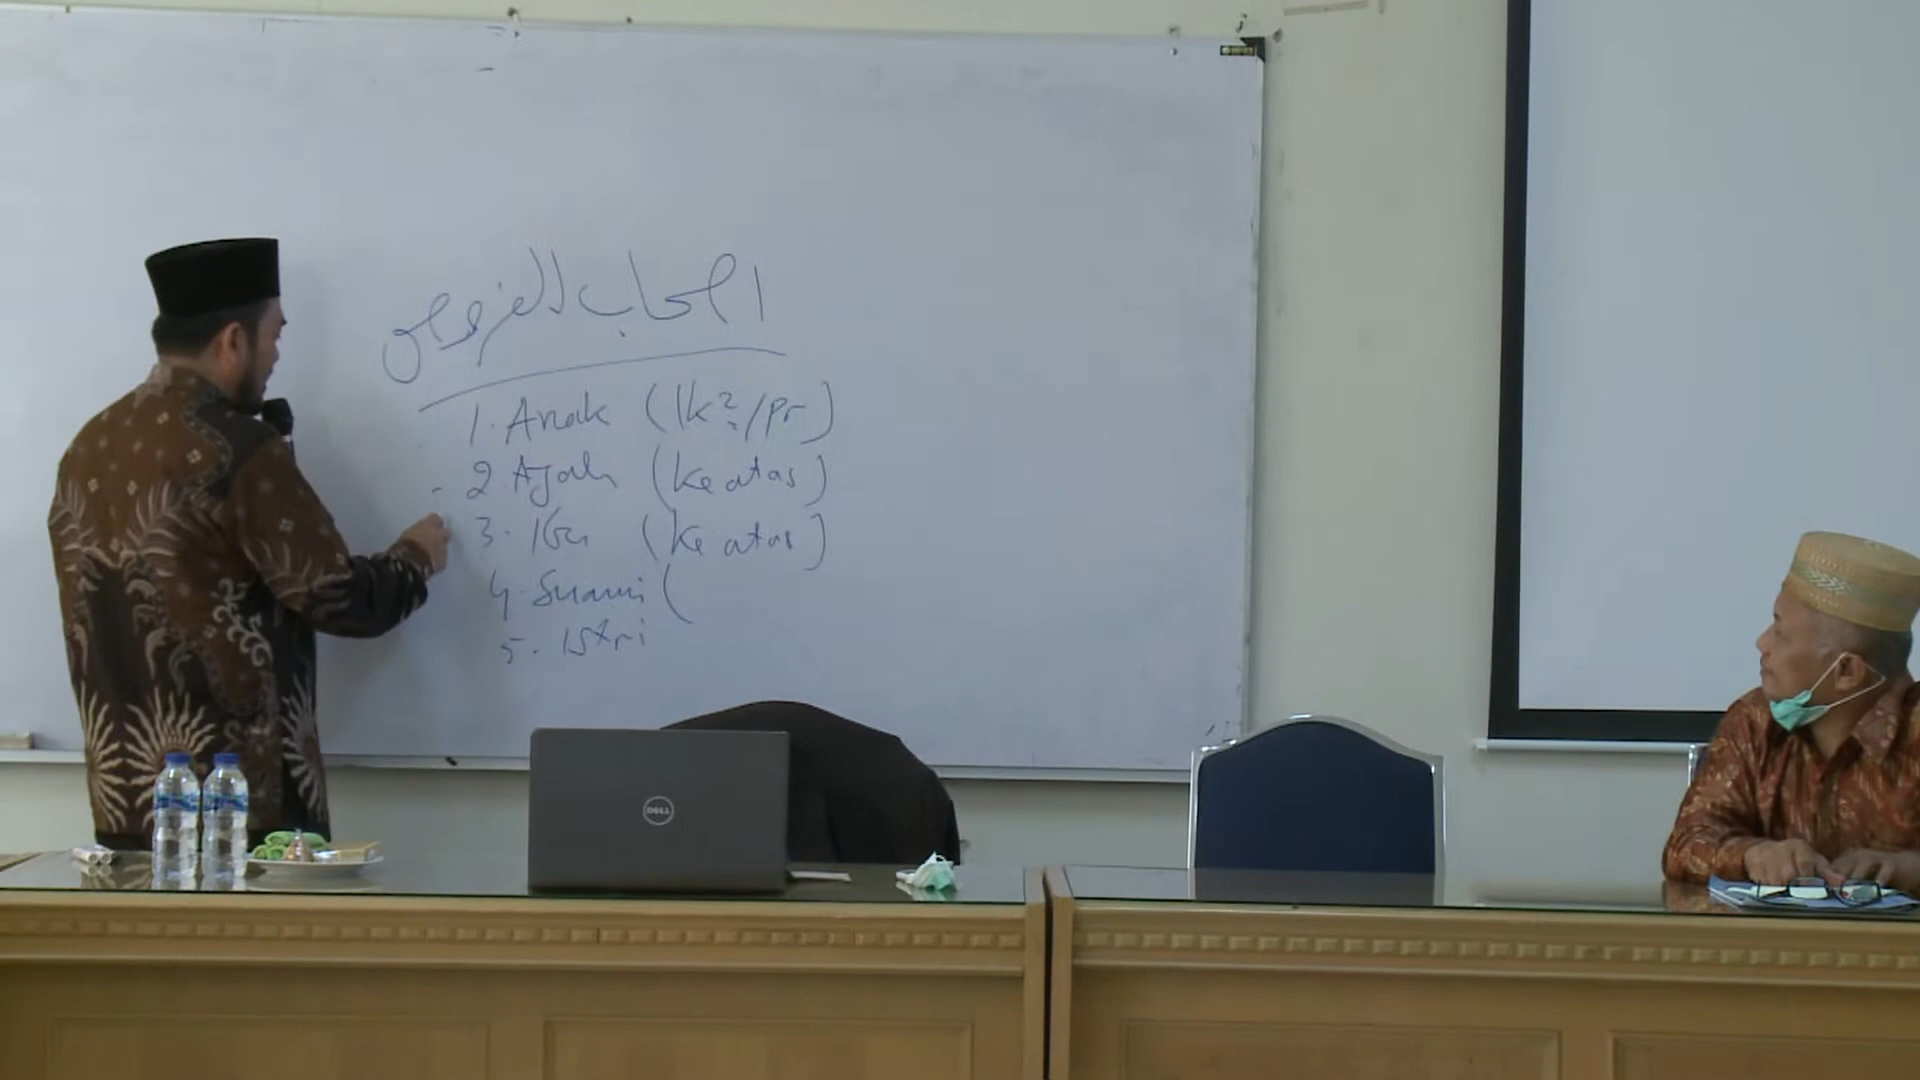 اصحاب الفروض
1. Anak (lk²/pr)
- 2 Ayah (ke atas)
3. Ibu (ke atas)
4. Suami (
5. Istri
DELL